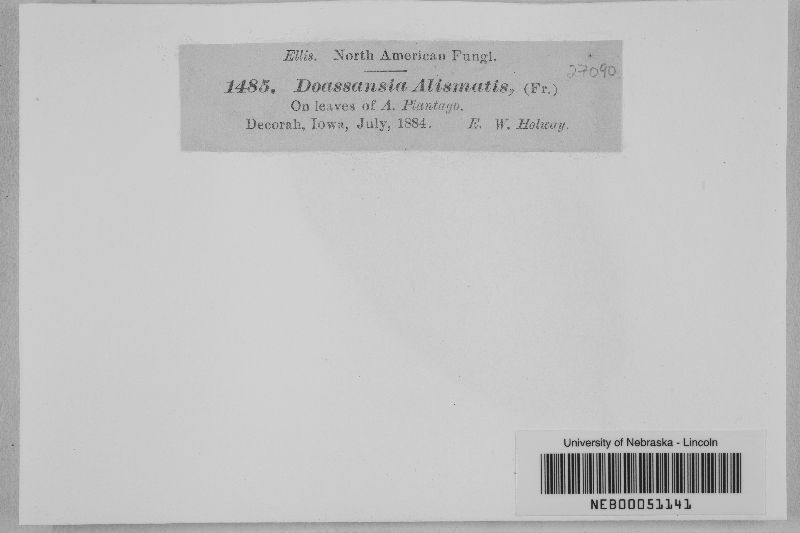 Ellis. North American Fungi.
27090
1485. Doassansia Alismatis, (Fr.)
On leaves of A. Plantago.
Decorah, Iowa, July, 1884. E. W. Holway.
University of Nebraska - Lincoln
NEB00051141